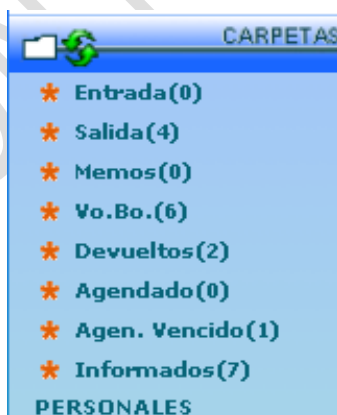 CARPETAS
Entrada(0)
Salida(4)
Memos(0)
Vo.Bo.(6)
Devueltos(2)
Agendado(0)
Agen. Vencido(1)
Informados(7)
PERSONALES